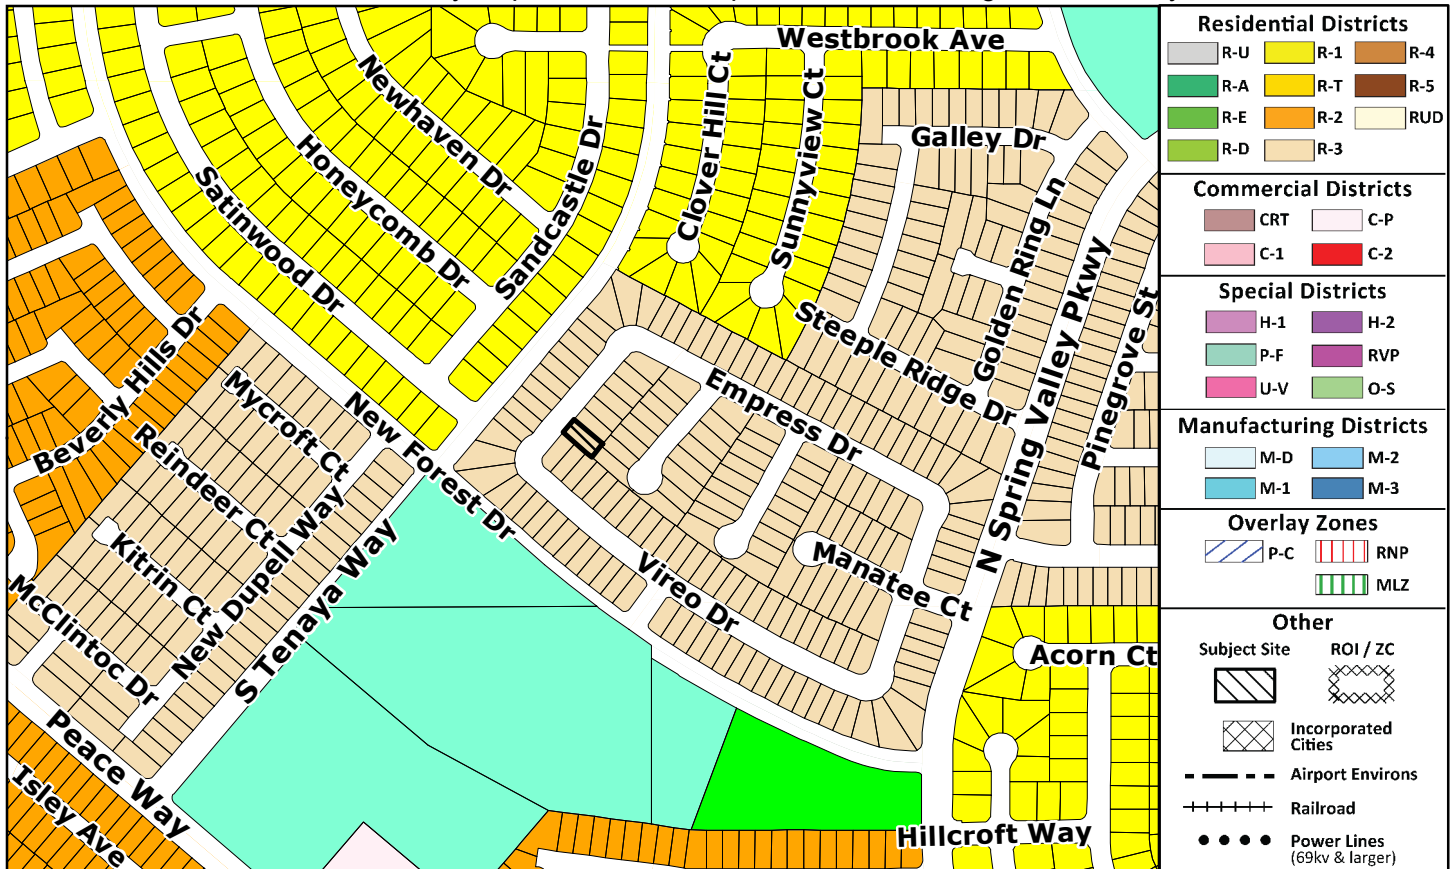 Westbrook Ave
Newhaven Dr
Honeycomb Dr
Satinwood Dr
Sandcastle Dr
Clover Hill Ct
Sunnyview Ct
Galley Dr
Golden Ring Ln
Steeple Ridge Dr
N Spring Valley Pkwy
Pinegrove St
Beverly Hills Dr
Mycroft Ct
New Forest Dr
Empress Dr
Reindeer Ct
Kitrin Ct
New Dupell Way
McClintoc Dr
S Tenaya Way
Vireo Dr
Manatee Ct
Acorn Ct
Peace Way
Isley Ave
Hillcroft Way
Residential Districts
R-U R-1 R-4
R-A R-T R-5
R-E R-2 RUD
R-D R-3
Commercial Districts
CRT C-P
C-1 C-2
Special Districts
H-1 H-2
P-F RVP
U-V O-S
Manufacturing Districts
M-D M-2
M-1 M-3
Overlay Zones
P-C RNP
MLZ
Other
Subject Site ROI / ZC
Incorporated
Cities
Airport Environs
Railroad
Power Lines
(69kv & larger)